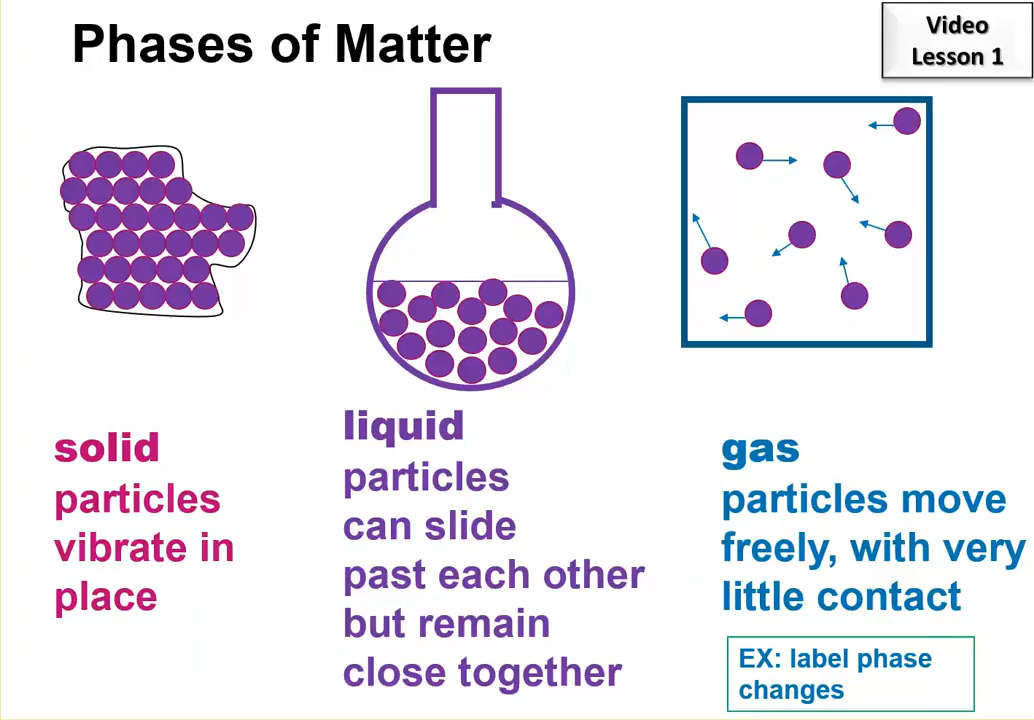 Phases of Matter
Video
Lesson 1
solid
particles
vibrate in
place
liquid
particles
can slide
past each other
but remain
close together
gas
particles move
freely, with very
little contact
EX: label phase
changes